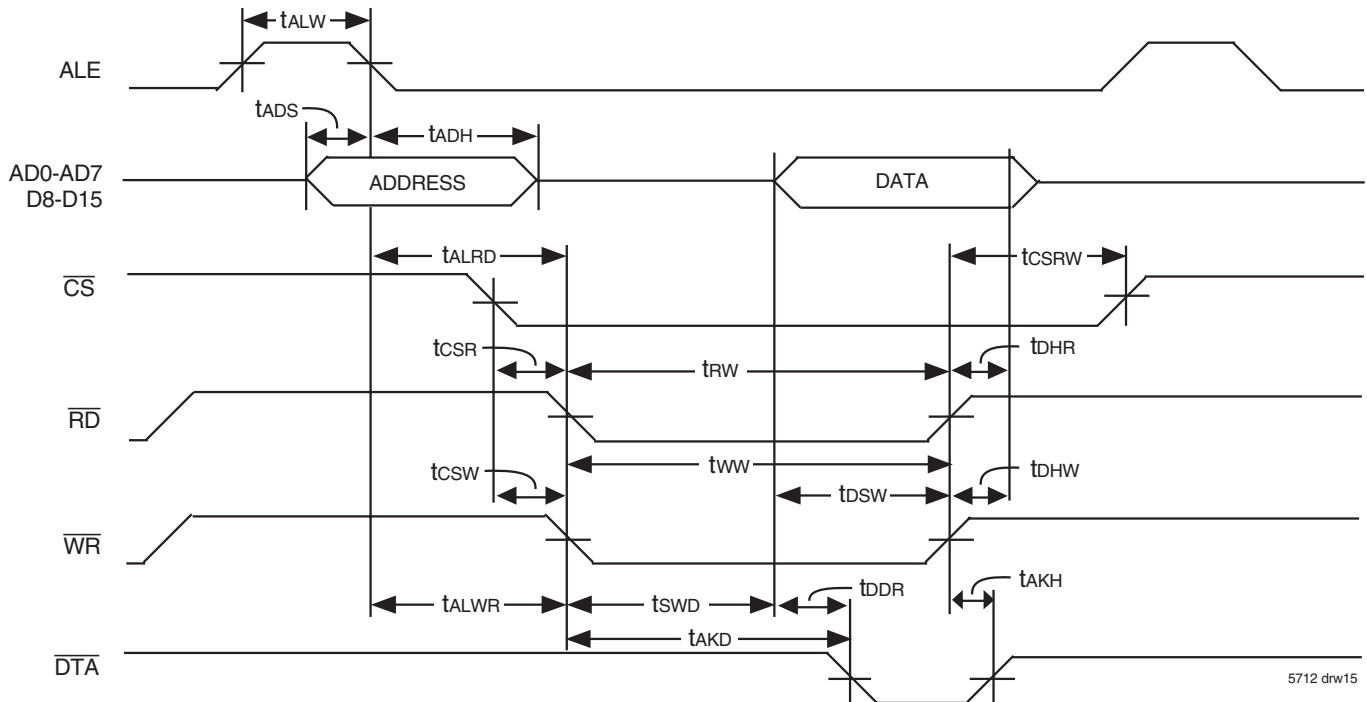 tALW
ALE
tADS
tADH
AD0-AD7
D8-D15
ADDRESS
DATA
tALRD
tCSRW
CS
tCSR
tRW
tDHR
RD
tCSW
tWW
tDHW
tDSW
WR
tDDR
tAKH
tALWR
tSWD
tAKD
DTA
5712 drw15